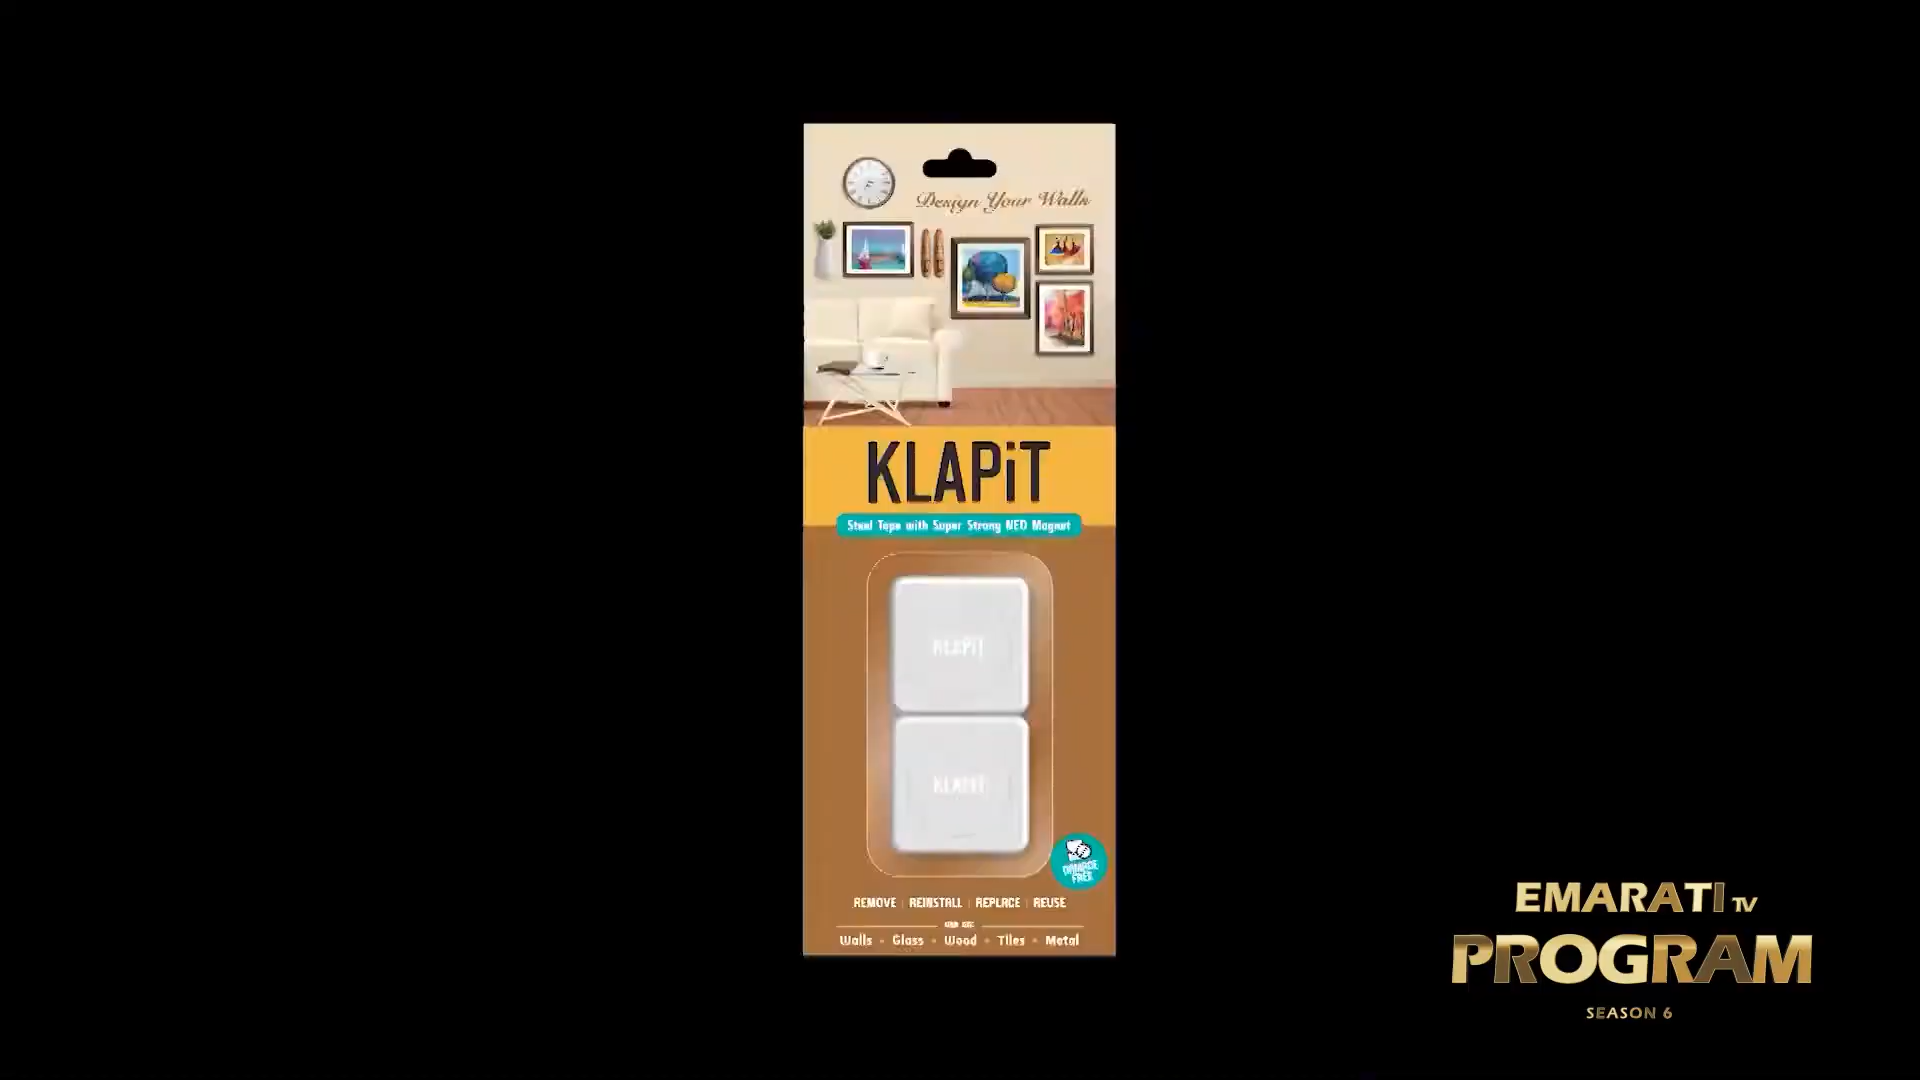 Design Your Walls
KLAPiT
Steel Tape with Super Strong NEO Magnet
KLAPiT
KLAPiT
DAMAGE
FREE
REMOVE | REINSTALL | REPLACE | REUSE
Walls • Glass • Wood • Tiles • Metal
EMARATI TV
PROGRAM
SEASON 6